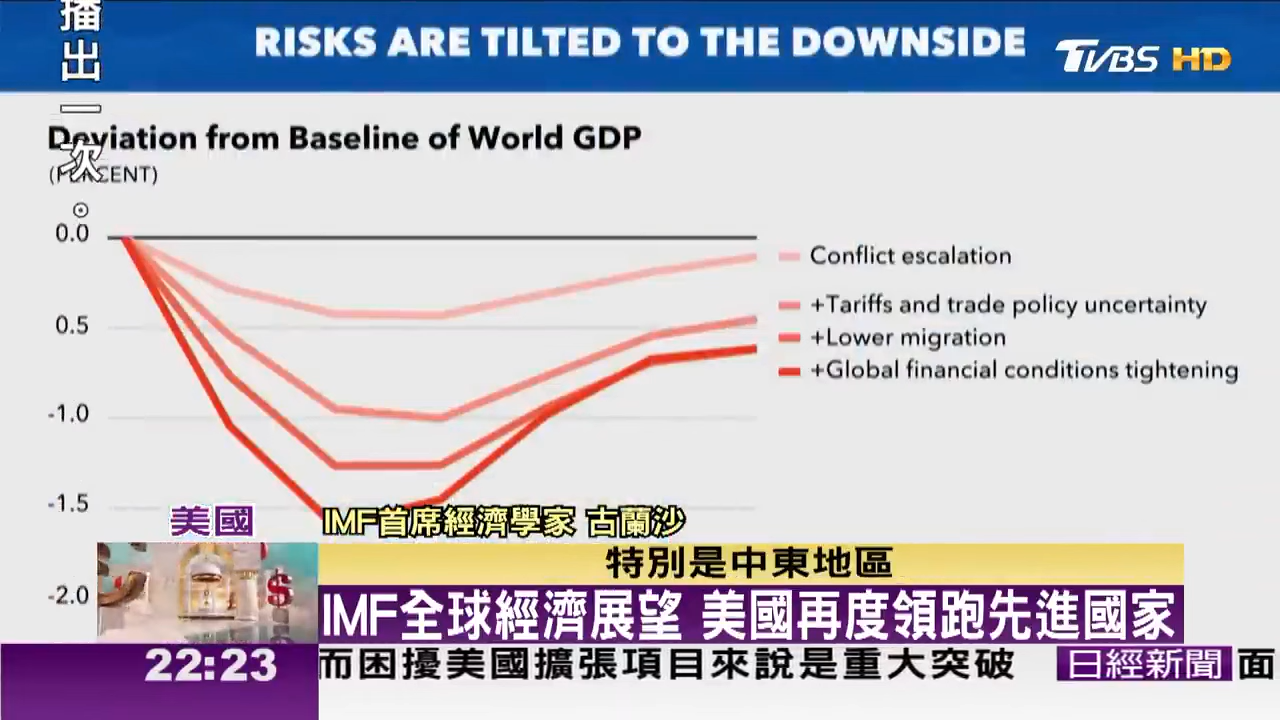 播出一次。
RISKS ARE TILTED TO THE DOWNSIDE
TVBS HD
Deviation from Baseline of World GDP
(PERCENT)
0.0
0.5
-1.0
-1.5
-2.0
Conflict escalation
+Tariffs and trade policy uncertainty
+Lower migration
+Global financial conditions tightening
美國
IMF首席經濟學家 古蘭沙
特別是中東地區
$
IMF全球經濟展望 美國再度領跑先進國家
22:23
而困擾美國擴張項目來說是重大突破 日經新聞 面